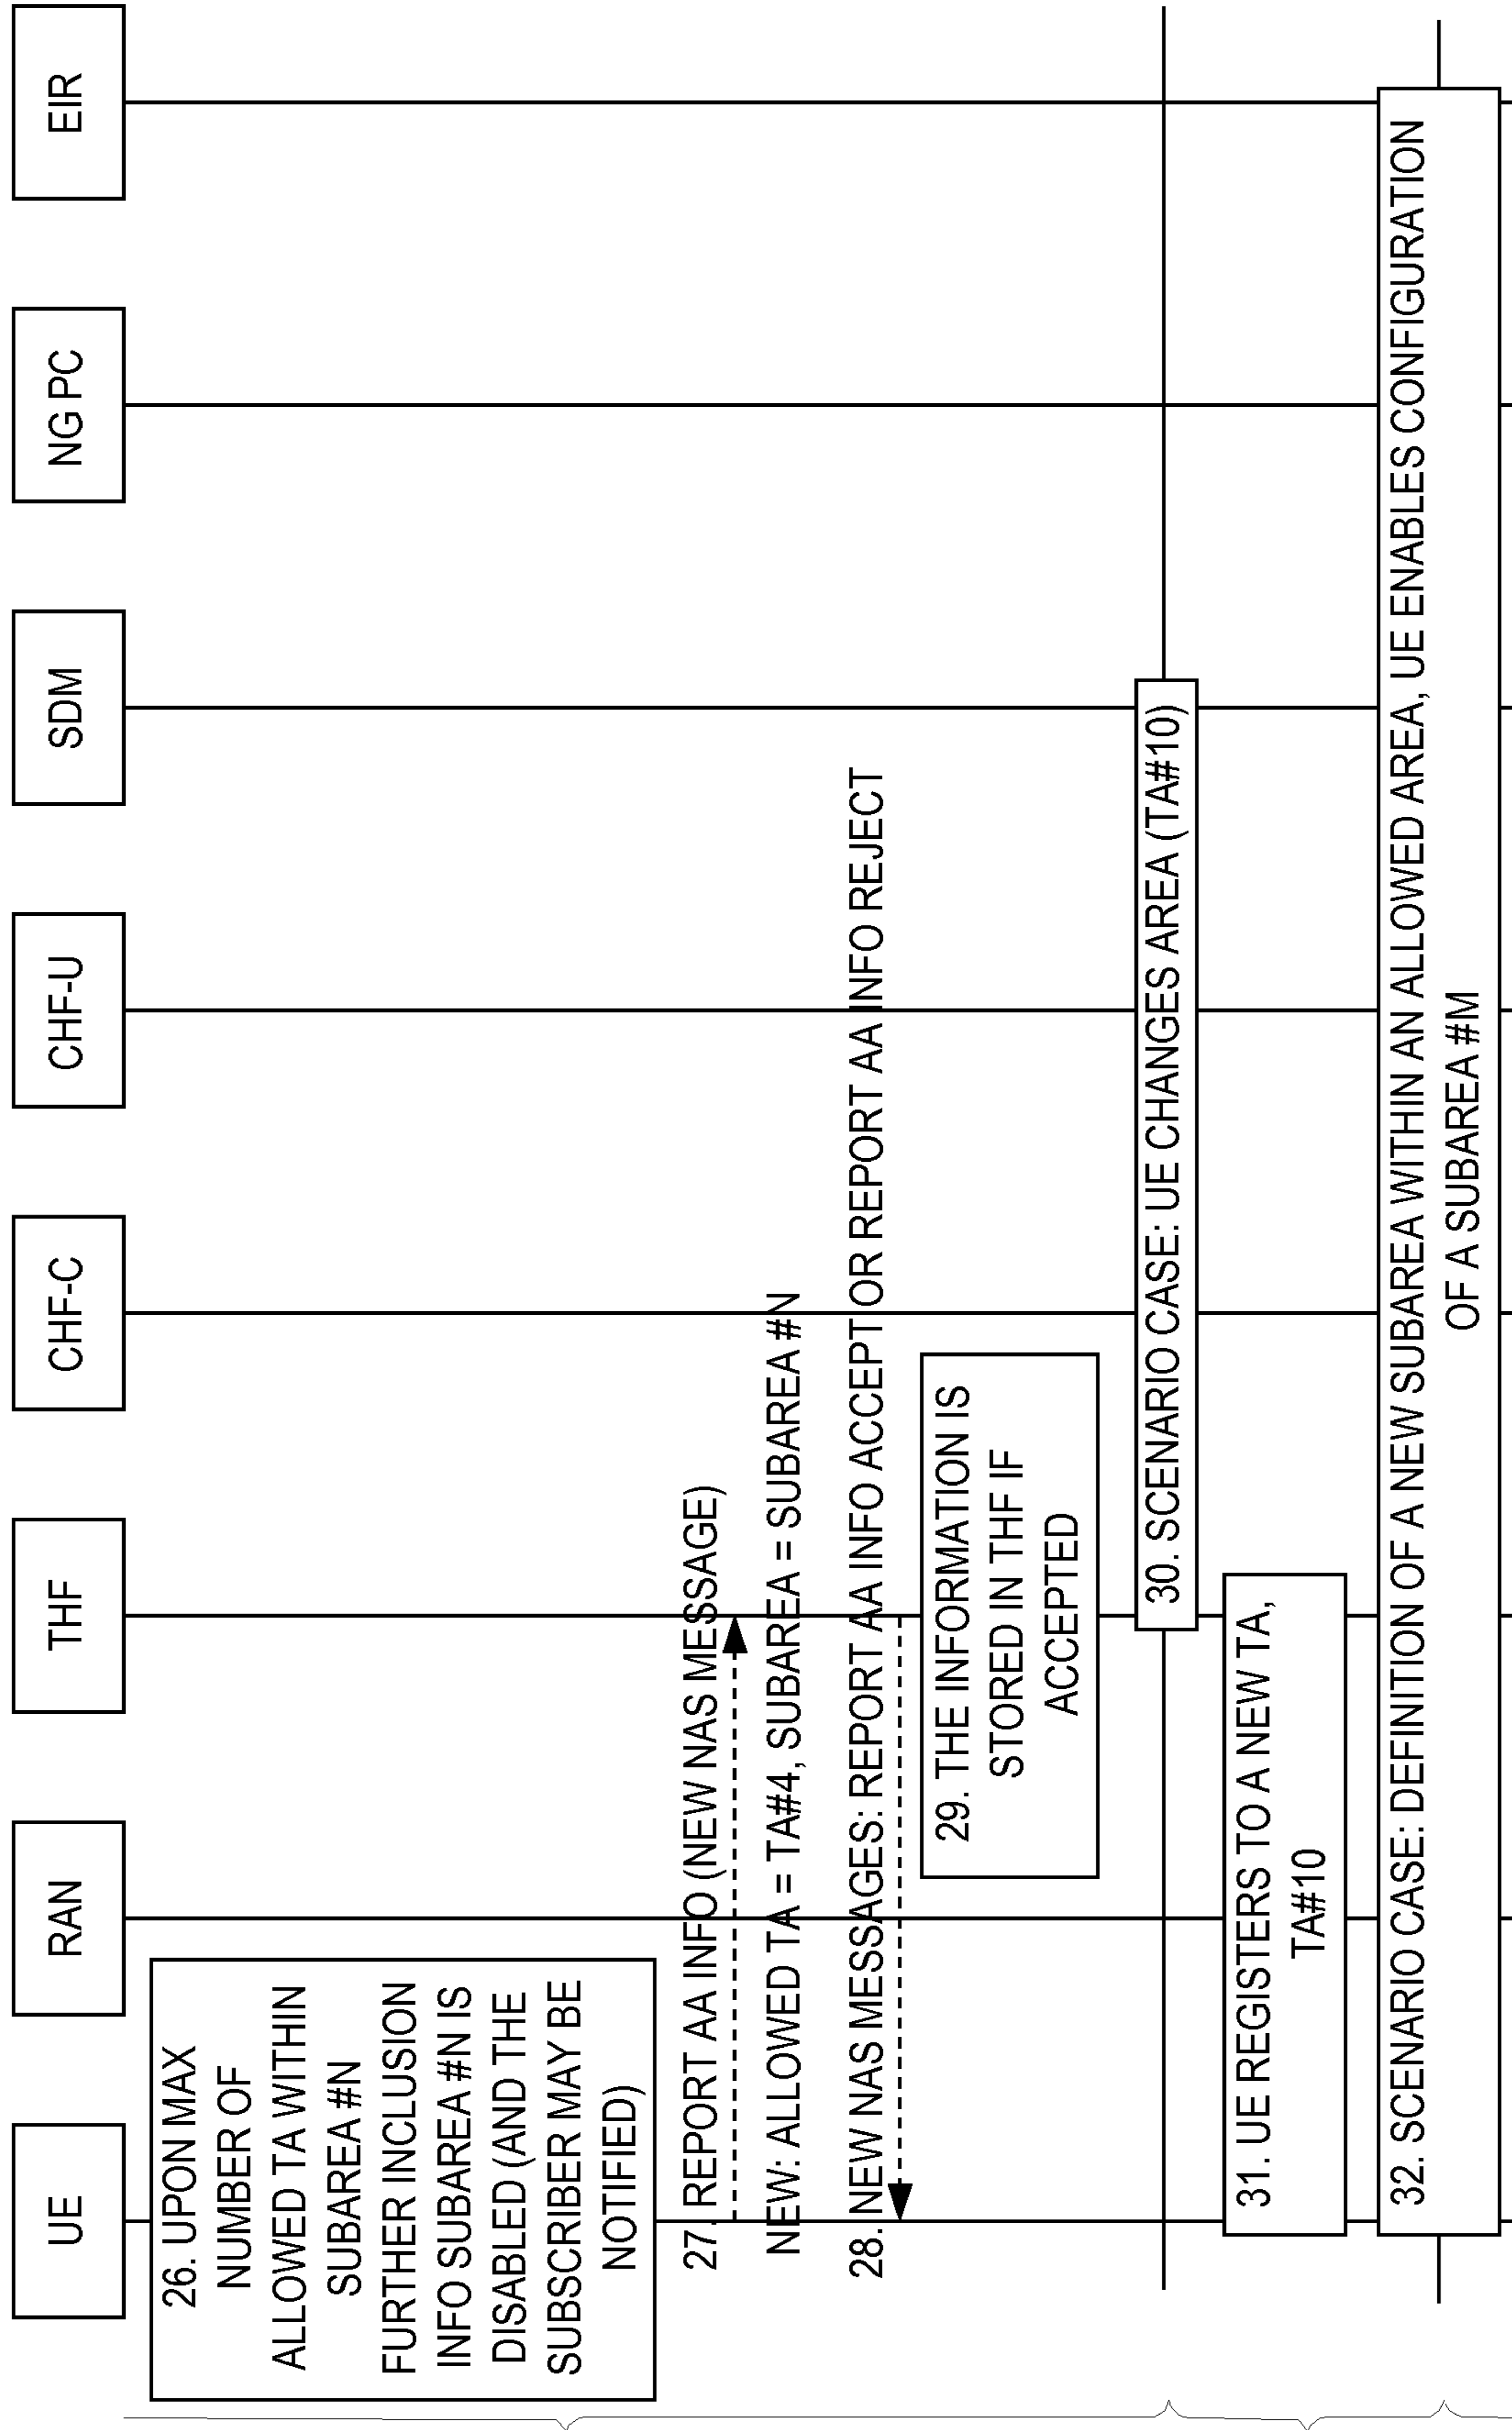 UE
RAN
THF
CHF-C
CHF-U
SDM
NG PC
EIR
26. UPON MAX
NUMBER OF
ALLOWED TA WITHIN
SUBAREA #N
FURTHER INCLUSION
INFO SUBAREA #N IS
DISABLED (AND THE
SUBSCRIBER MAY BE
NOTIFIED)
27. REPORT AA INFO (NEW NAS MESSAGE)
NEW: ALLOWED TA = TA#4, SUBAREA = SUBAREA #N
28. NEW NAS MESSAGES: REPORT AA INFO ACCEPT OR REPORT AA INFO REJECT
29. THE INFORMATION IS
STORED IN THF IF
ACCEPTED
30. SCENARIO CASE: UE CHANGES AREA (TA#10)
31. UE REGISTERS TO A NEW TA,
TA#10
32. SCENARIO CASE: DEFINITION OF A NEW SUBAREA WITHIN AN ALLOWED AREA, UE ENABLES CONFIGURATION
OF A SUBAREA #M